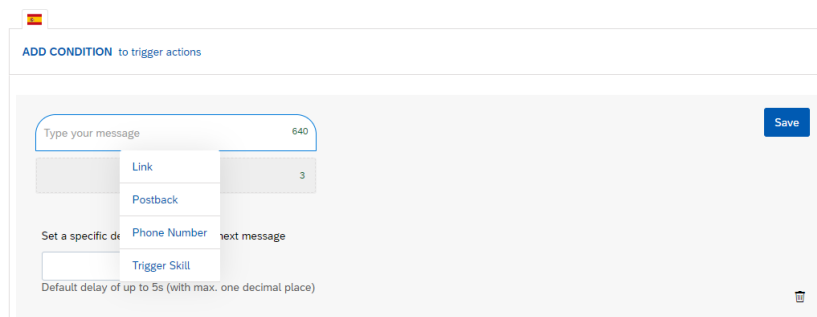 ADD CONDITION to trigger actions
Type your message 640
Save
Link
3
Postback
Set a specific de
Phone Number
next message
Trigger Skill
Default delay of up to 5s (with max. one decimal place)